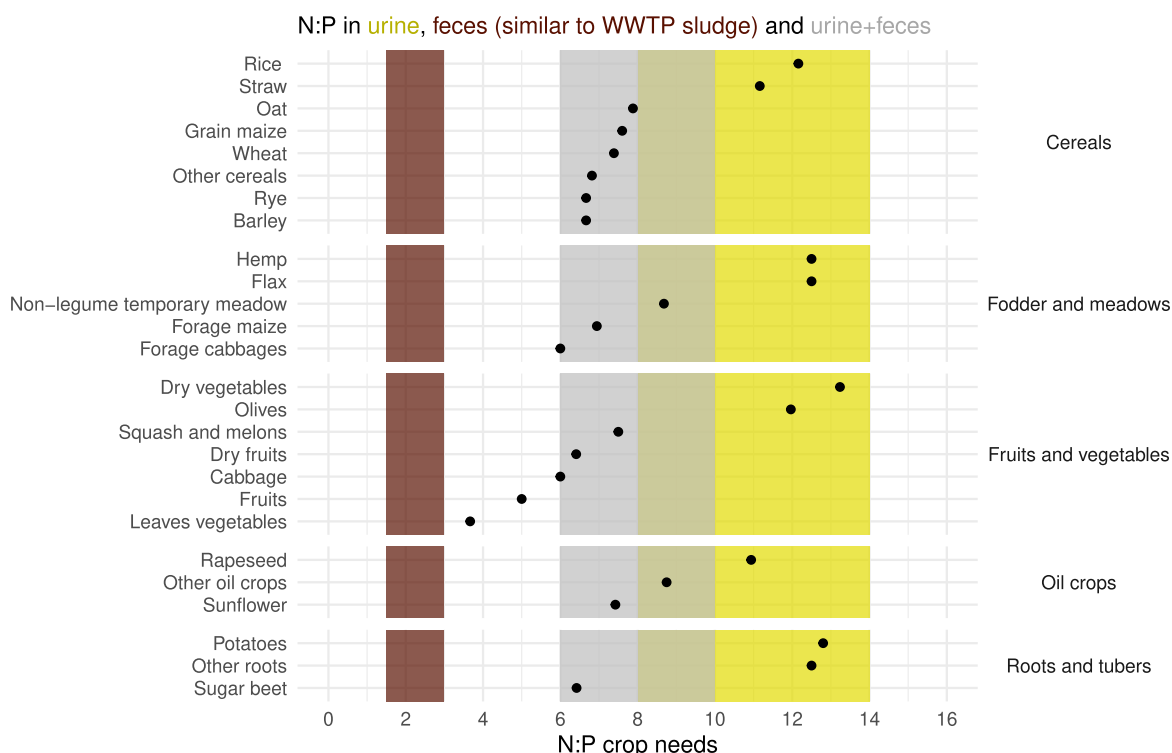 N:P in urine, feces (similar to WWTP sludge) and urine+feces
Rice
Straw
Oat
Grain maize
Wheat
Other cereals
Rye
Barley
Cereals
Hemp
Flax
Non−legume temporary meadow
Forage maize
Forage cabbages
Fodder and meadows
Dry vegetables
Olives
Squash and melons
Dry fruits
Cabbage
Fruits
Leaves vegetables
Fruits and vegetables
Rapeseed
Other oil crops
Sunflower
Oil crops
Potatoes
Other roots
Sugar beet
Roots and tubers
0 2 4 6 8 10 12 14 16
N:P crop needs